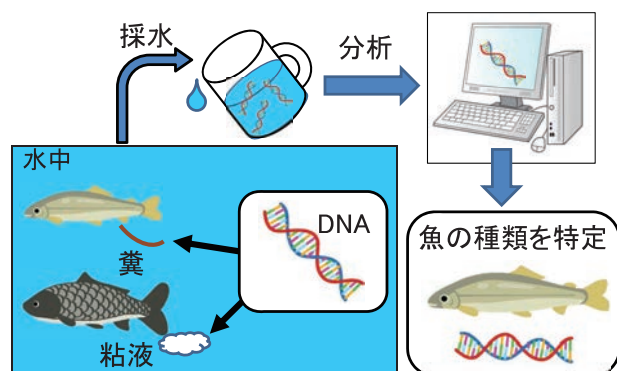 採水
分析
水中
DNA
糞
粘液
魚の種類を特定